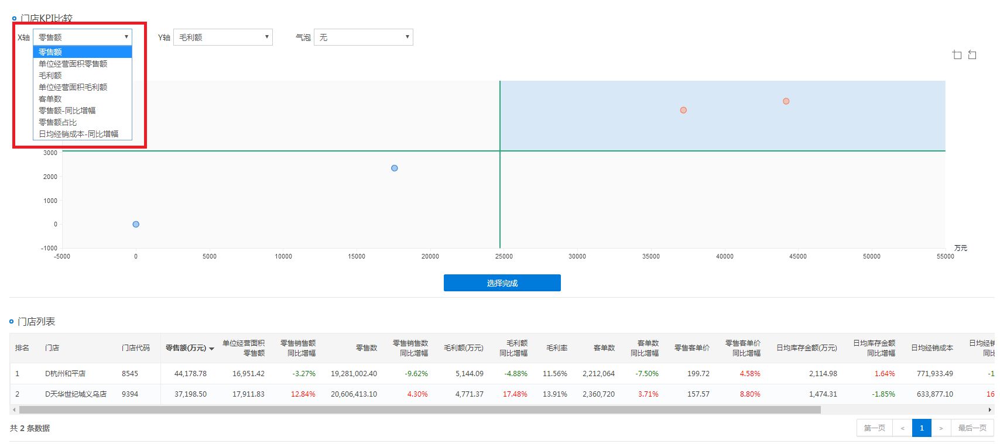 门店KPI比较
X轴 零售额 Y轴 毛利额 气泡 无
零售额
单位经营面积零售额
毛利额
单位经营面积毛利额
客单数
零售额-同比增幅
零售额占比
日均经销成本-同比增幅
3000
2000
1000
0
-1000
-5000 0 5000 10000 15000 20000 25000 30000 35000 40000 45000 50000 55000 万元
选择完成
门店列表
排名 门店 门店代码 零售额(万元) 单位经营面积 零售额 零售销售额 同比增幅 零售数 零售销售数 同比增幅 毛利额(万元) 毛利额 同比增幅 毛利率 客单数 客单数 同比增幅 零售客单价 零售客单价 同比增幅 日均库存金额(万元) 日均库存金额 同比增幅 日均经销成本 日均经 同比
1 D杭州和平店 8545 44,178.78 16,951.42 -3.27% 19,281,002.40 -9.62% 5,144.09 -4.88% 11.56% 2,212,064 -7.50% 199.72 4.58% 2,114.98 1.64% 771,933.49 -1
2 D天华世纪城义乌店 9394 37,198.50 17,911.83 12.84% 20,606,413.10 4.30% 4,771.37 17.48% 13.91% 2,360,720 3.71% 157.57 8.80% 1,474.31 -1.85% 633,877.10 16
共 2 条数据
第一页 < 1 > 最后一页